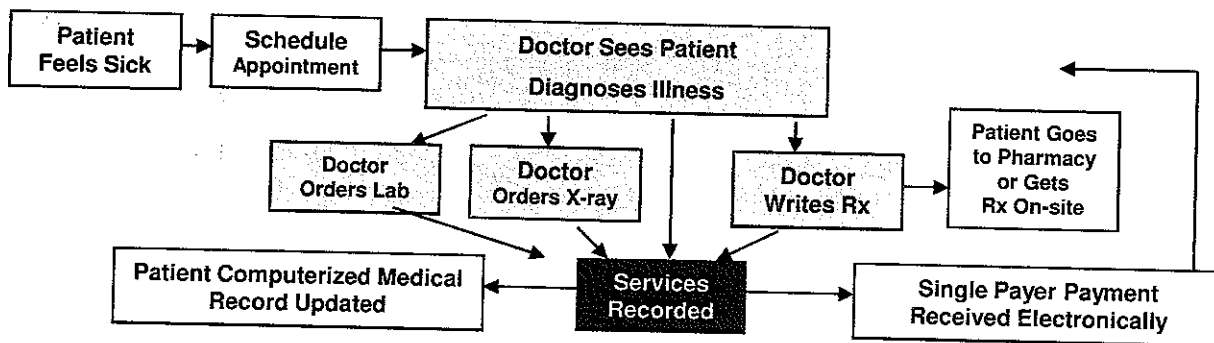 Patient
Feels Sick
Schedule
Appointment
Doctor Sees Patient
Diagnoses Illness
Doctor
Orders Lab
Doctor
Orders X-ray
Doctor
Writes Rx
Patient Goes
to Pharmacy
or Gets
Rx On-site
Patient Computerized Medical
Record Updated
Services
Recorded
Single Payer Payment
Received Electronically